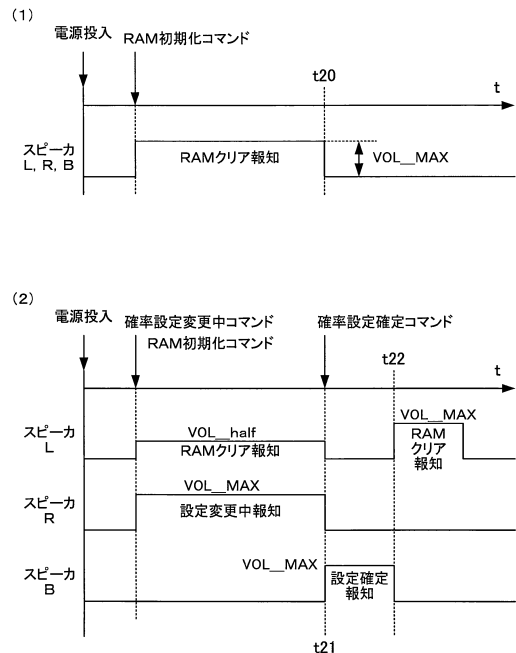 (1)
電源投入
RAM初期化コマンド
t20
t
スピーカ
L, R, B
RAMクリア報知
VOL__MAX
(2)
電源投入
確率設定変更中コマンド
RAM初期化コマンド
確率設定確定コマンド
t22
t
スピーカ
L
VOL__half
RAMクリア報知
VOL__MAX
RAM
クリア
報知
スピーカ
R
VOL__MAX
設定変更中報知
スピーカ
B
VOL__MAX
設定確定
報知
t21